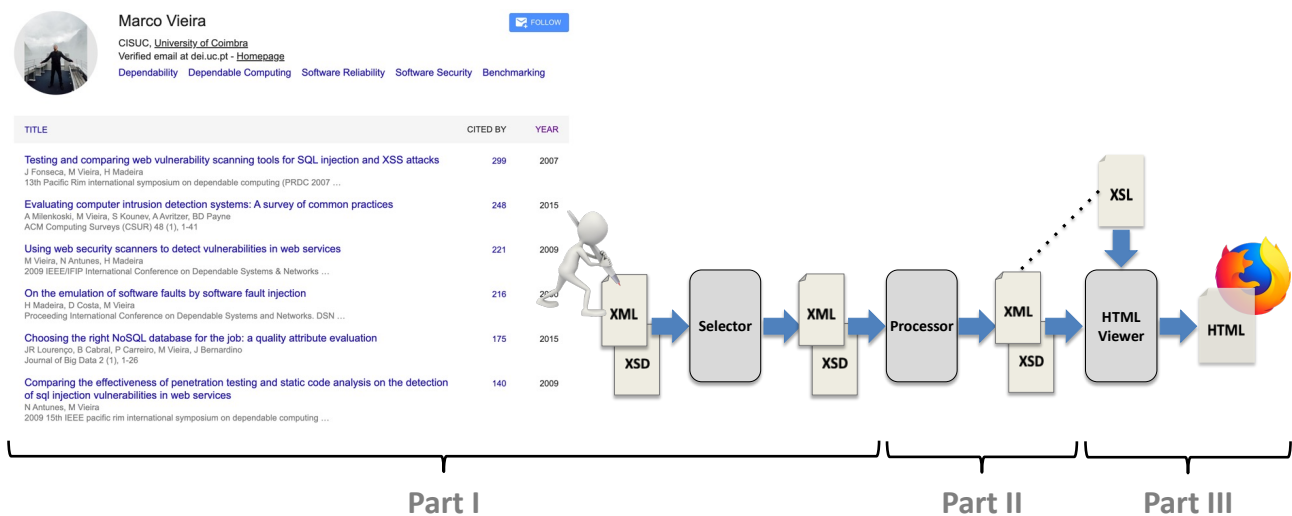 Marco Vieira
FOLLOW
CISUC, University of Coimbra
Verified email at dei.uc.pt - Homepage
Dependability Dependable Computing Software Reliability Software Security Benchmarking
TITLE CITED BY YEAR
Testing and comparing web vulnerability scanning tools for SQL injection and XSS attacks 299 2007
J Fonseca, M Vieira, H Madeira
13th Pacific Rim international symposium on dependable computing (PRDC 2007 ...
Evaluating computer intrusion detection systems: A survey of common practices 248 2015
A Milenkoski, M Vieira, S Kounev, A Avritzer, BD Payne
ACM Computing Surveys (CSUR) 48 (1), 1-41
Using web security scanners to detect vulnerabilities in web services 221 2009
M Vieira, N Antunes, H Madeira
2009 IEEE/IFIP International Conference on Dependable Systems & Networks ...
On the emulation of software faults by software fault injection 216
H Madeira, D Costa, M Vieira
Proceeding International Conference on Dependable Systems and Networks. DSN ...
Choosing the right NoSQL database for the job: a quality attribute evaluation 175 2015
JR Lourenço, B Cabral, P Carreiro, M Vieira, J Bernardino
Journal of Big Data 2 (1), 1-26
Comparing the effectiveness of penetration testing and static code analysis on the detection 140 2009
of sql injection vulnerabilities in web services
N Antunes, M Vieira
2009 15th IEEE pacific rim international symposium on dependable computing ...
XML
XSD
Selector
XML
XSD
Processor
XML
XSD
XSL
HTML
Viewer
HTML
Part I
Part II
Part III